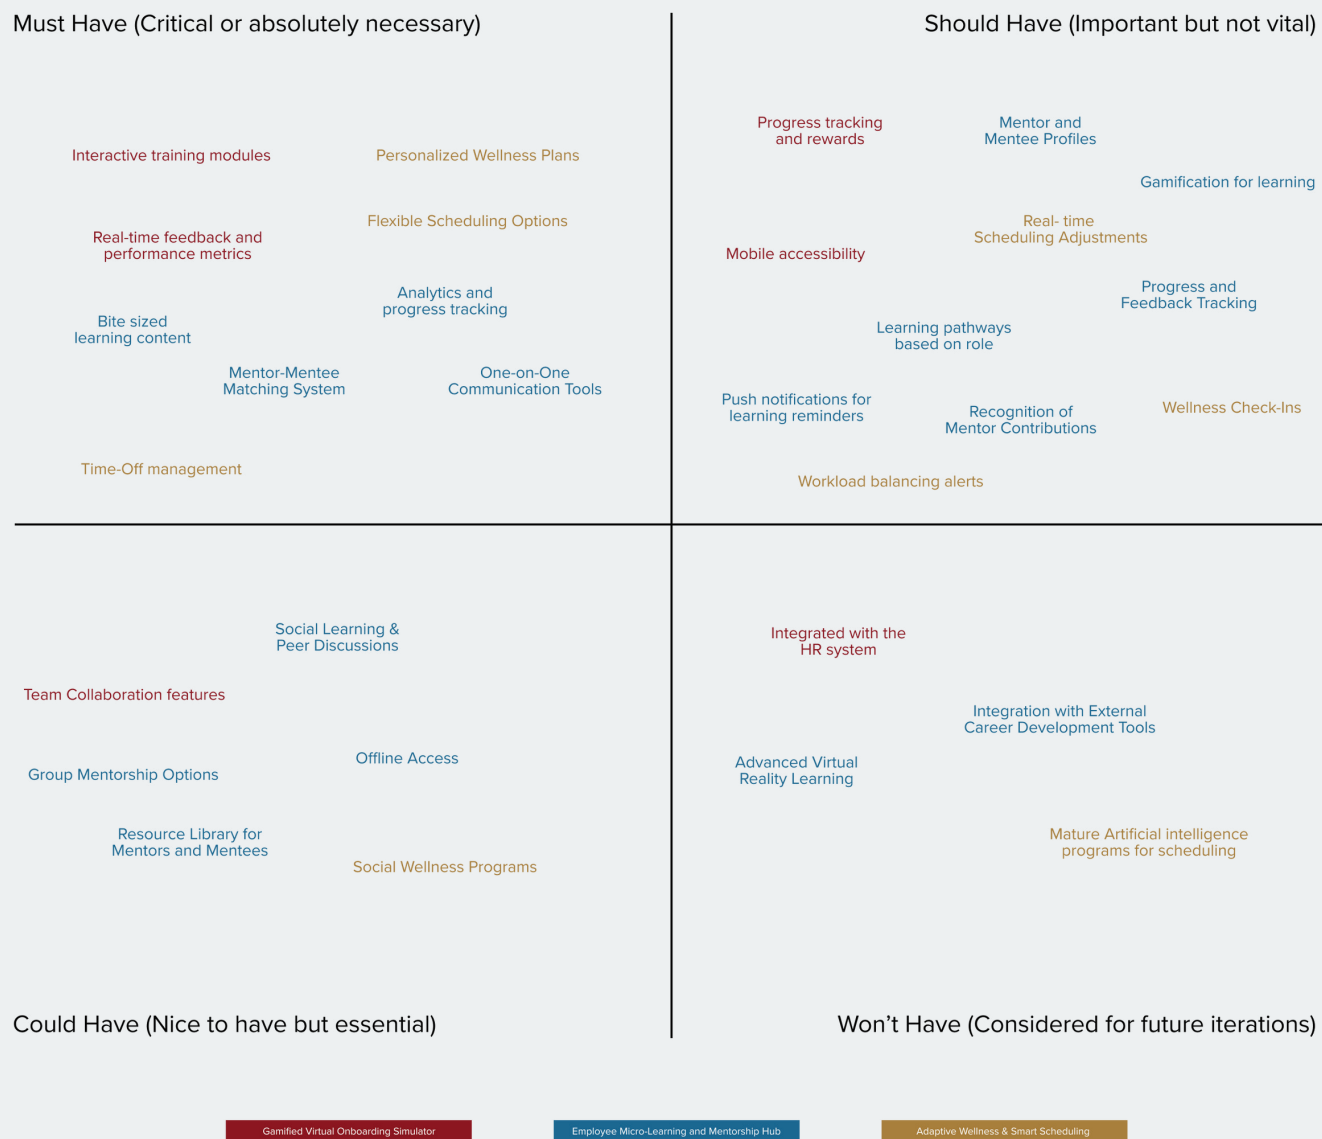 Must Have (Critical or absolutely necessary)
Should Have (Important but not vital)
Interactive training modules
Personalized Wellness Plans
Flexible Scheduling Options
Real-time feedback and
performance metrics
Analytics and
progress tracking
Bite sized
learning content
Mentor-Mentee
Matching System
One-on-One
Communication Tools
Time-Off management
Progress tracking
and rewards
Mentor and
Mentee Profiles
Gamification for learning
Real- time
Scheduling Adjustments
Mobile accessibility
Progress and
Feedback Tracking
Learning pathways
based on role
Push notifications for
learning reminders
Recognition of
Mentor Contributions
Wellness Check-Ins
Workload balancing alerts
Social Learning &
Peer Discussions
Team Collaboration features
Offline Access
Group Mentorship Options
Resource Library for
Mentors and Mentees
Social Wellness Programs
Integrated with the
HR system
Integration with External
Career Development Tools
Advanced Virtual
Reality Learning
Mature Artificial intelligence
programs for scheduling
Could Have (Nice to have but essential)
Won’t Have (Considered for future iterations)
Gamified Virtual Onboarding Simulator
Employee Micro-Learning and Mentorship Hub
Adaptive Wellness & Smart Scheduling